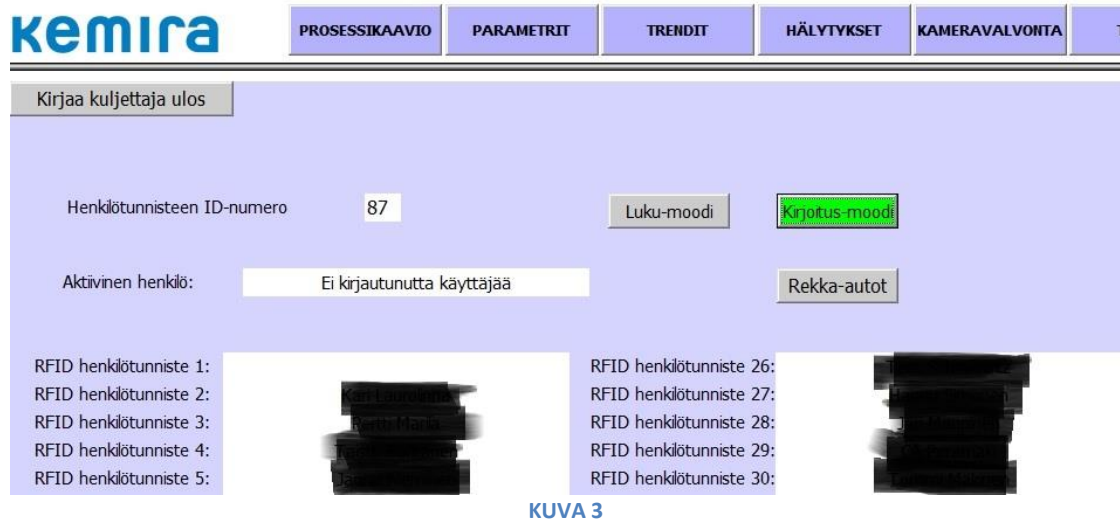 kemira
PROSESSIKAAVIO PARAMETRIT TRENDIT HÄLYTYKSET KAMERAVALVONTA
Kirjaa kuljettaja ulos
Henkilötunnisteen ID-numero 87 Luku-moodi Kirjoitus-moodi
Aktiivinen henkilö: Ei kirjautunutta käyttäjää Rekka-autot
RFID henkilötunniste 1: RFID henkilötunniste 26:
RFID henkilötunniste 2: RFID henkilötunniste 27:
RFID henkilötunniste 3: RFID henkilötunniste 28:
RFID henkilötunniste 4: RFID henkilötunniste 29:
RFID henkilötunniste 5: RFID henkilötunniste 30:
KUVA 3